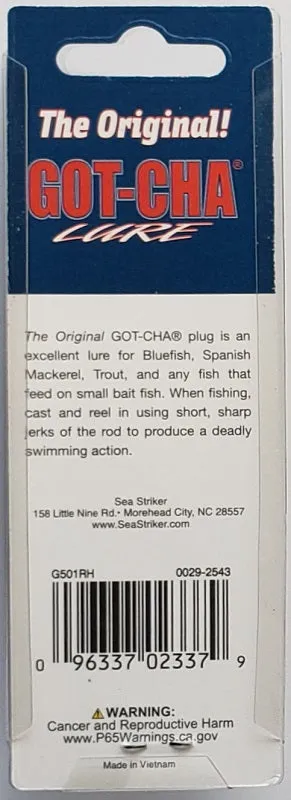 The Original!
GOT-CHA®
LURE
The Original GOT-CHA® plug is an
excellent lure for Bluefish, Spanish
Mackerel, Trout, and any fish that
feed on small bait fish. When fishing,
cast and reel in using short, sharp
jerks of the rod to produce a deadly
swimming action.
Sea Striker
158 Little Nine Rd.• Morehead City, NC 28557
www.SeaStriker.com
G501RH 0029-2543
0 96337 02337 9
⚠WARNING:
Cancer and Reproductive Harm
www.P65Warnings.ca.gov
Made in Vietnam